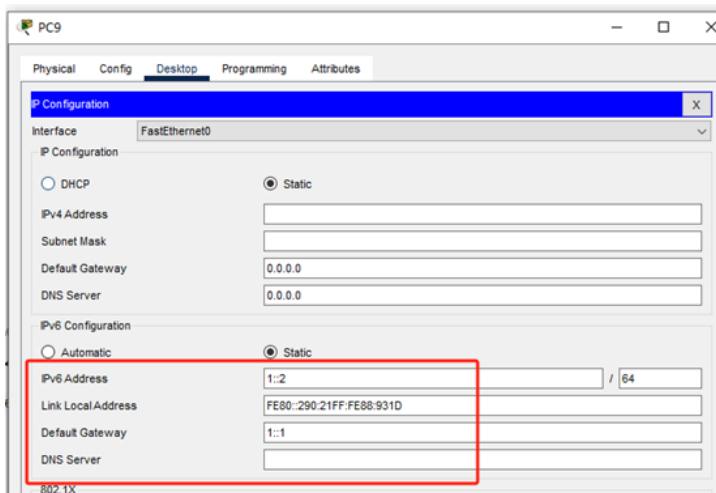 PC9
Physical Config Desktop Programming Attributes
IP Configuration X
Interface FastEthernet0
IP Configuration
DHCP Static
IPv4 Address
Subnet Mask
Default Gateway 0.0.0.0
DNS Server 0.0.0.0
IPv6 Configuration
Automatic Static
IPv6 Address 1::2 / 64
Link Local Address FE80::290:21FF:FE88:931D
Default Gateway 1::1
DNS Server
802.1X